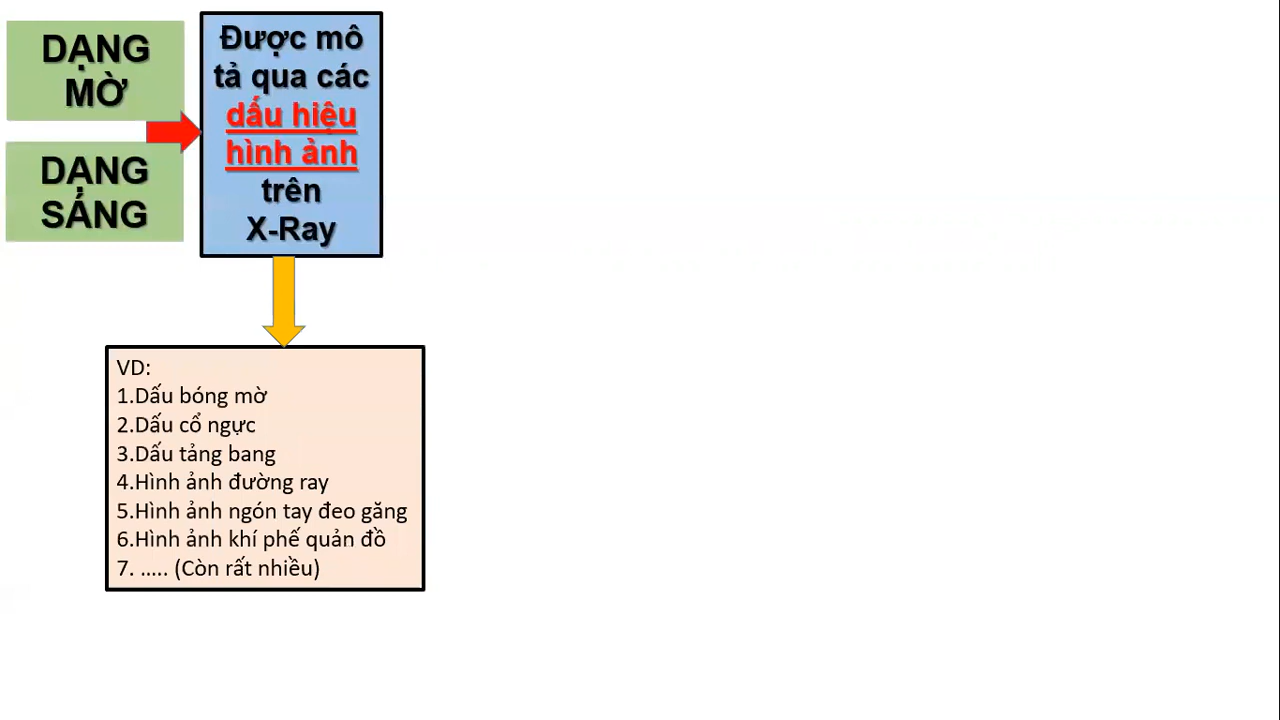 DẠNG
MỜ
DẠNG
SÁNG
Được mô
tả qua các
dấu hiệu
hình ảnh
trên
X-Ray
VD:
1.Dấu bóng mờ
2.Dấu cổ ngực
3.Dấu tảng bang
4.Hình ảnh đường ray
5.Hình ảnh ngón tay đeo găng
6.Hình ảnh khí phế quản đồ
7. ..... (Còn rất nhiều)